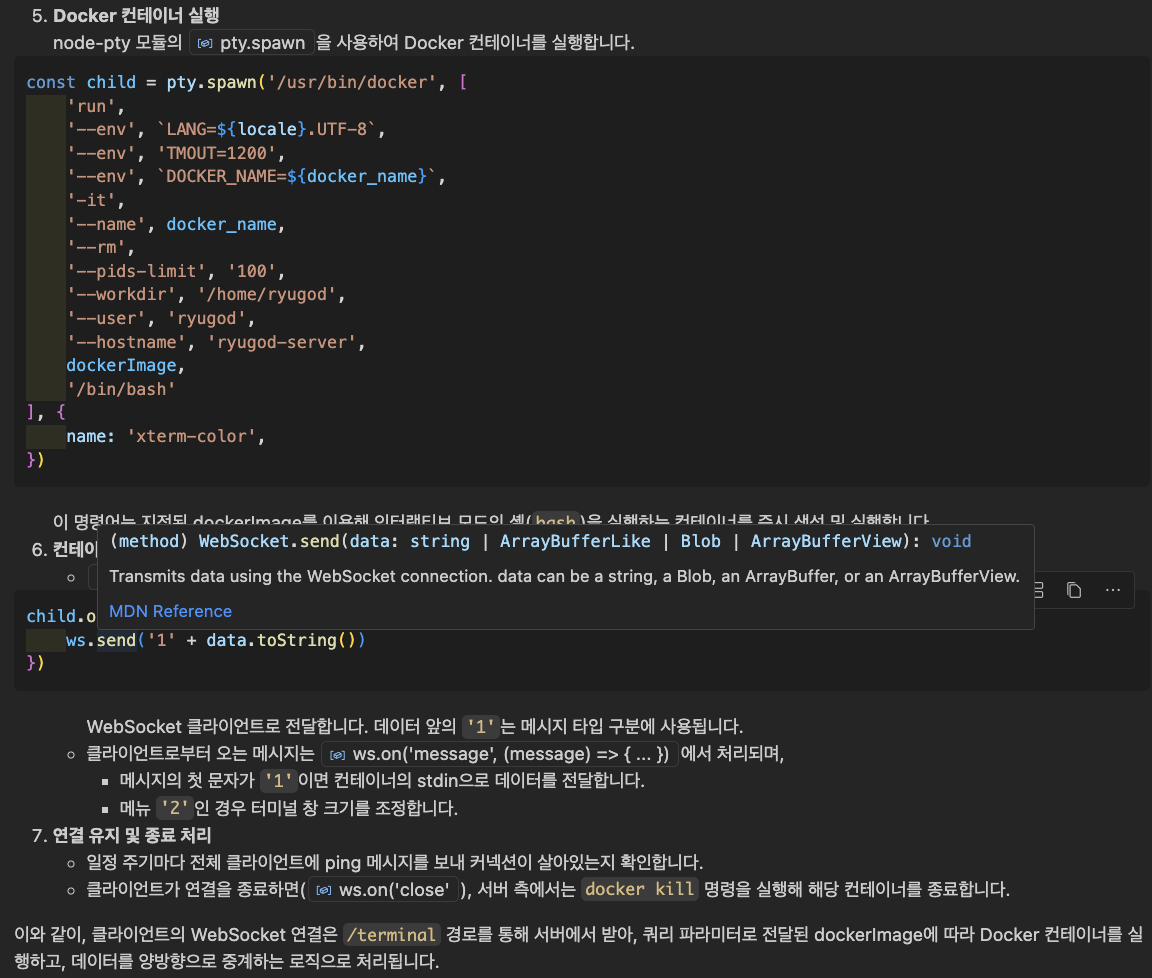 5. Docker 컨테이너 실행
node-pty 모듈의 pty.spawn 을 사용하여 Docker 컨테이너를 실행합니다.
const child = pty.spawn('/usr/bin/docker', [
'run',
'--env', `LANG=${locale}.UTF-8`,
'--env', 'TMOUT=1200',
'--env', `DOCKER_NAME=${docker_name}`,
'-it',
'--name', docker_name,
'--rm',
'--pids-limit', '100',
'--workdir', '/home/ryugod',
'--user', 'ryugod',
'--hostname', 'ryugod-server',
dockerImage,
'/bin/bash'
], {
name: 'xterm-color',
})
이 명령어는 지정된 dockerImage를 이용해 인터랙티브 모드의 셸(bash)을 실행하는 컨테이너를 즉시 생성 및 실행합니다.
6. 컨테이
(method) WebSocket.send(data: string | ArrayBufferLike | Blob | ArrayBufferView): void
Transmits data using the WebSocket connection. data can be a string, a Blob, an ArrayBuffer, or an ArrayBufferView.
MDN Reference
child.o
ws.send('1' + data.toString())
})
WebSocket 클라이언트로 전달합니다. 데이터 앞의 '1'는 메시지 타입 구분에 사용됩니다.
클라이언트로부터 오는 메시지는 ws.on('message', (message) => { ... }) 에서 처리되며,
메시지의 첫 문자가 '1'이면 컨테이너의 stdin으로 데이터를 전달합니다.
메뉴 '2'인 경우 터미널 창 크기를 조정합니다.
7. 연결 유지 및 종료 처리
일정 주기마다 전체 클라이언트에 ping 메시지를 보내 커넥션이 살아있는지 확인합니다.
클라이언트가 연결을 종료하면( ws.on('close' ), 서버 측에서는 docker kill 명령을 실행해 해당 컨테이너를 종료합니다.
이와 같이, 클라이언트의 WebSocket 연결은 /terminal 경로를 통해 서버에서 받아, 쿼리 파라미터로 전달된 dockerImage에 따라 Docker 컨테이너를 실
행하고, 데이터를 양방향으로 중계하는 로직으로 처리됩니다.